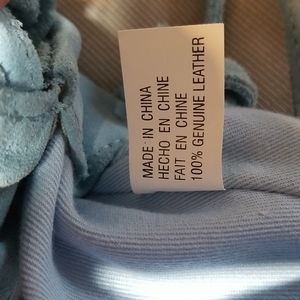 MADE IN CHINA
HECHO EN CHINE
FAIT EN CHINE
100% GENUINE LEATHER